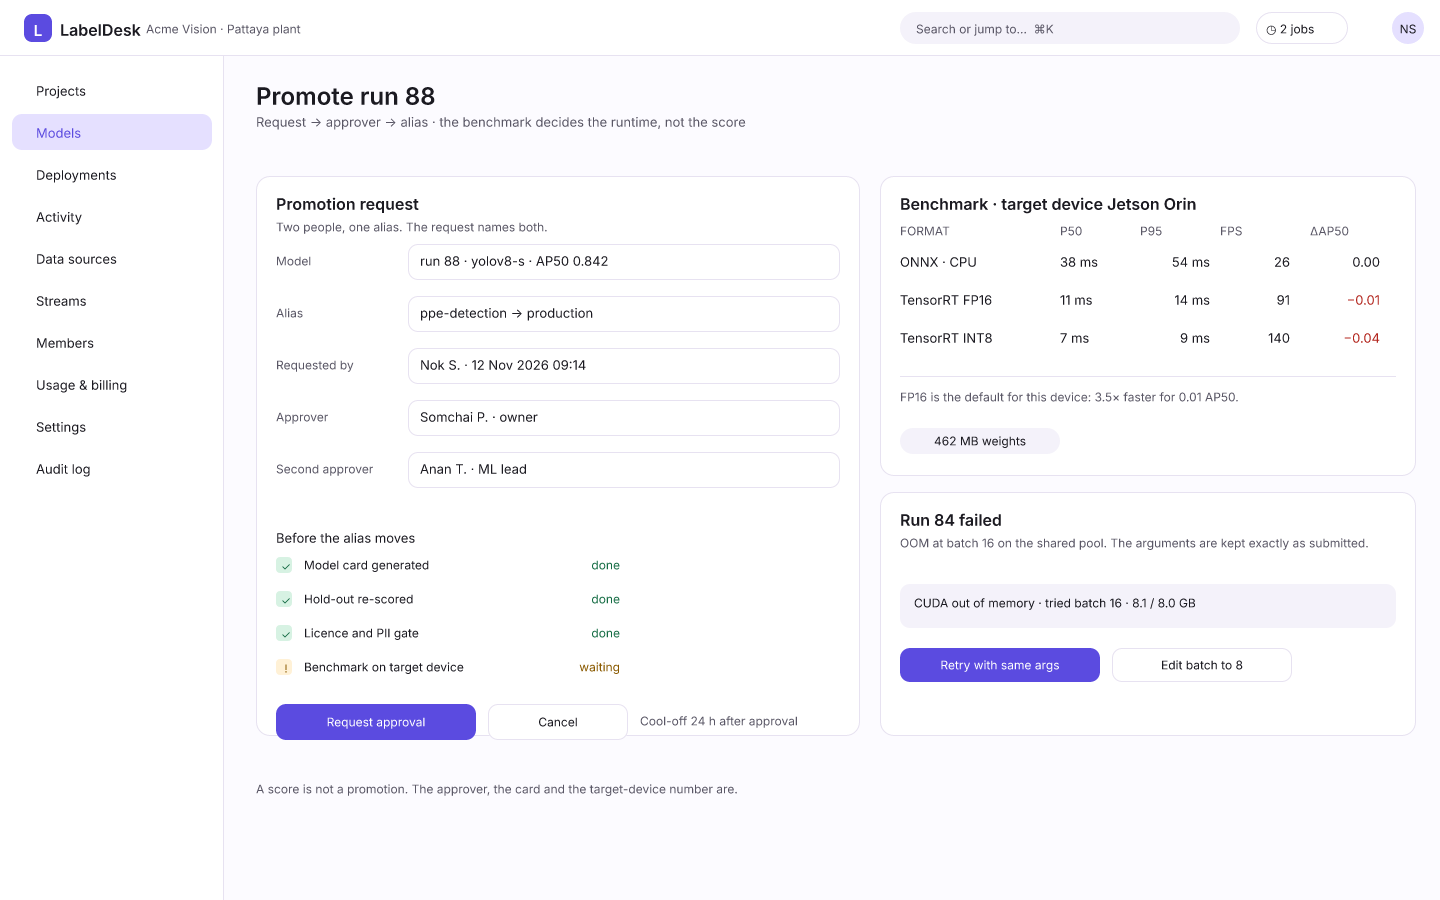 L LabelDesk Acme Vision · Pattaya plant
Search or jump to... ⌘K
◷ 2 jobs
NS
Projects
Models
Deployments
Activity
Data sources
Streams
Members
Usage & billing
Settings
Audit log
Promote run 88
Request → approver → alias · the benchmark decides the runtime, not the score
Promotion request
Two people, one alias. The request names both.
Model run 88 · yolov8-s · AP50 0.842
Alias ppe-detection → production
Requested by Nok S. · 12 Nov 2026 09:14
Approver Somchai P. · owner
Second approver Anan T. · ML lead
Before the alias moves
✓ Model card generated done
✓ Hold-out re-scored done
✓ Licence and PII gate done
! Benchmark on target device waiting
Request approval Cancel Cool-off 24 h after approval
Benchmark · target device Jetson Orin
FORMAT P50 P95 FPS ΔAP50
ONNX · CPU 38 ms 54 ms 26 0.00
TensorRT FP16 11 ms 14 ms 91 −0.01
TensorRT INT8 7 ms 9 ms 140 −0.04
FP16 is the default for this device: 3.5× faster for 0.01 AP50.
462 MB weights
Run 84 failed
OOM at batch 16 on the shared pool. The arguments are kept exactly as submitted.
CUDA out of memory · tried batch 16 · 8.1 / 8.0 GB
Retry with same args Edit batch to 8
A score is not a promotion. The approver, the card and the target-device number are.